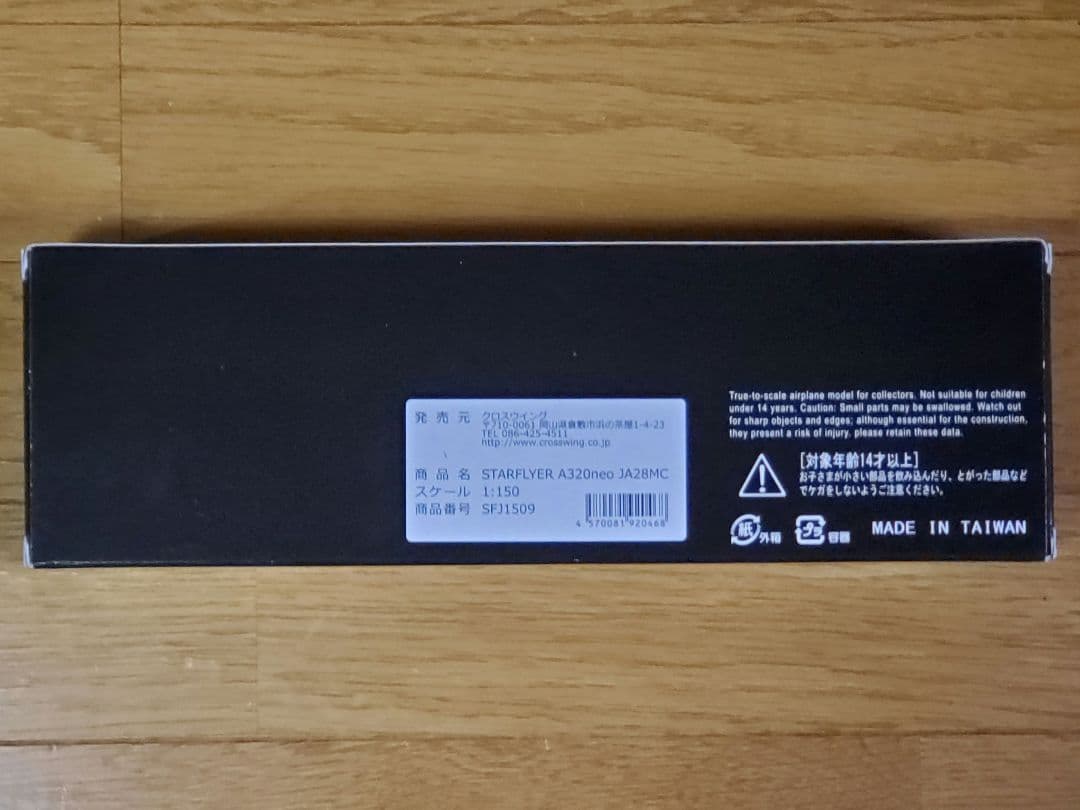 発売元 クロスウイング
〒710-0061 岡山県倉敷市浜の茶屋1-4-23
TEL 086-425-4511
http://www.crosswing.co.jp
商品名 STARFLYER A320neo JA28MC
スケール 1:150
商品番号 SFJ1509
4 570081 920468
True-to-scale airplane model for collectors. Not suitable for children
under 14 years. Caution: Small parts may be swallowed. Watch out
for sharp objects and edges; although essential for the construction,
they present a risk of injury. please retain these data.
[対象年齢14才以上]
お子さまが小さい部品を飲み込んだり、とがった部品など
でケガをしないようご注意ください。
紙 外箱 プラ 容器 MADE IN TAIWAN